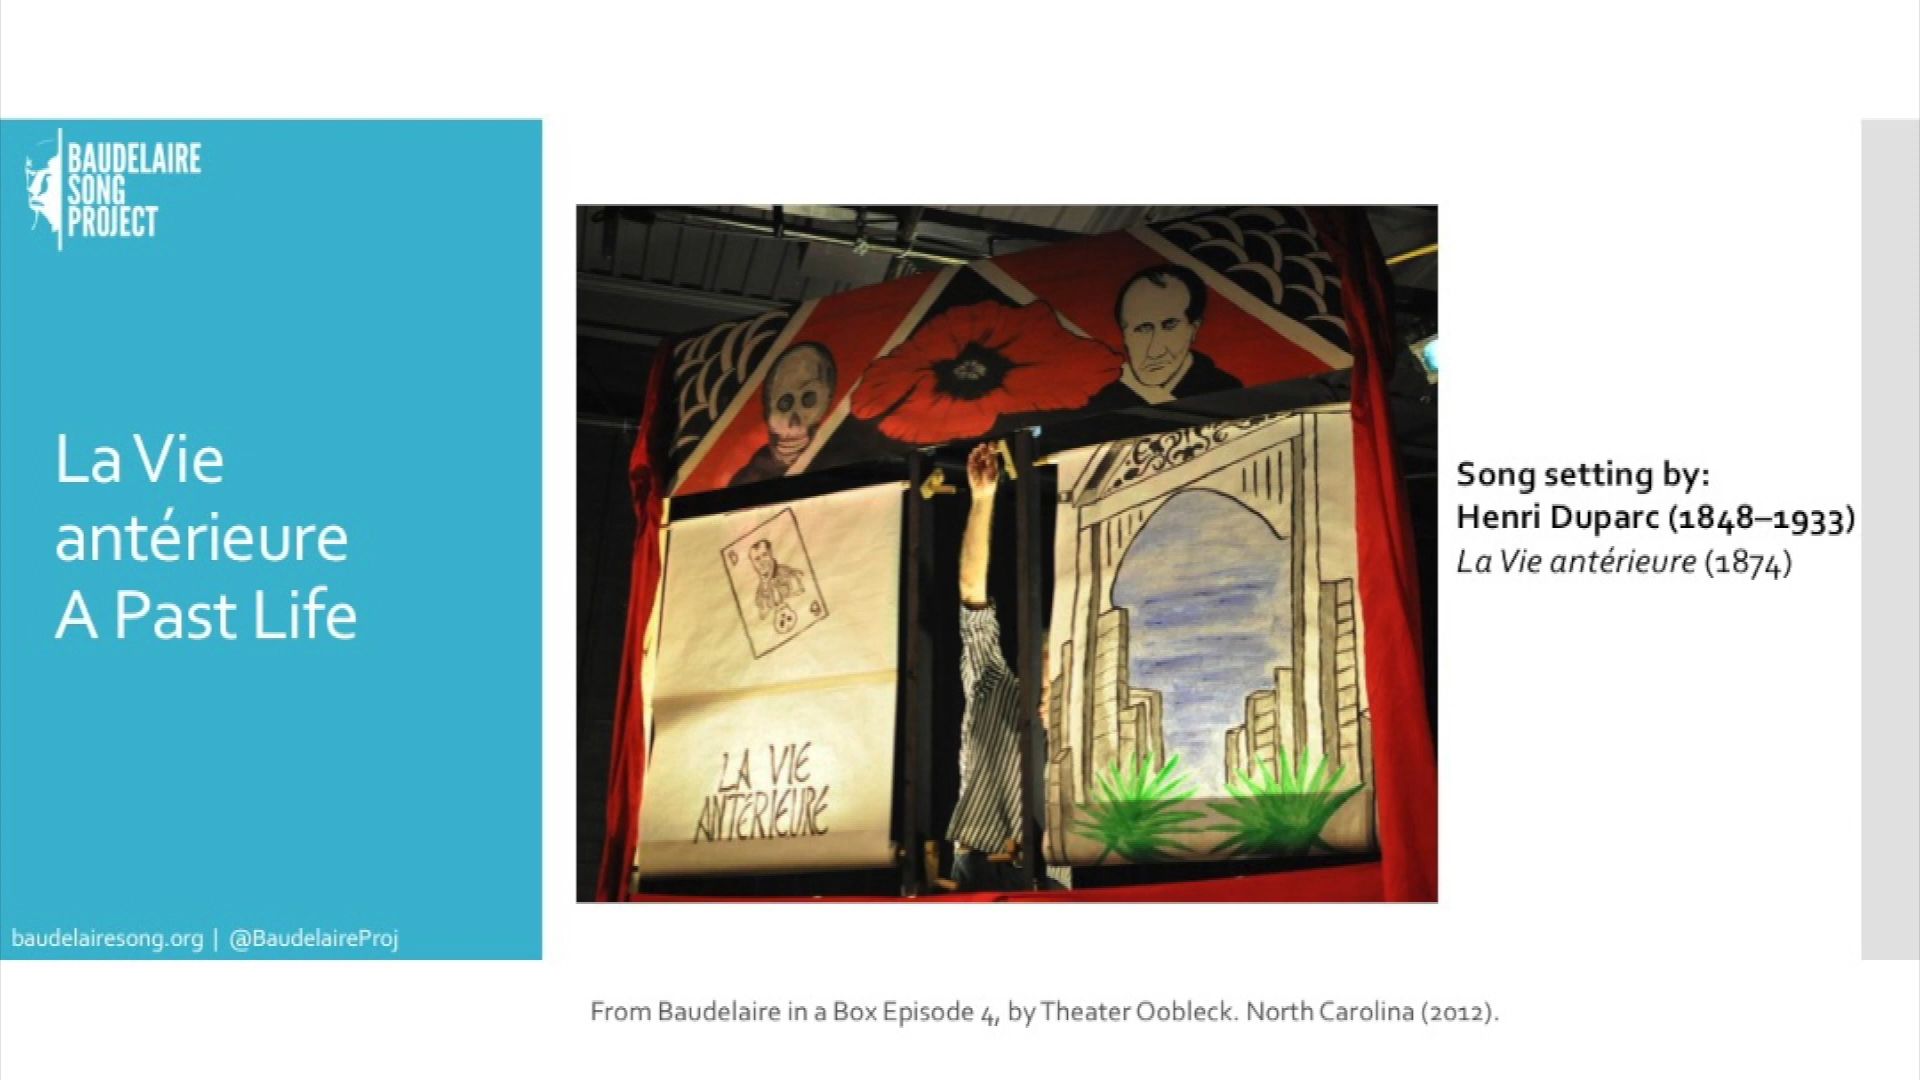 BAUDELAIRE
SONG
PROJECT
La Vie
antérieure
A Past Life
baudelairesong.org | @BaudelaireProj
LA VIE
ANTÉRIEURE
Song setting by:
Henri Duparc (1848–1933)
La Vie antérieure (1874)
From Baudelaire in a Box Episode 4, by Theater Oobleck. North Carolina (2012).